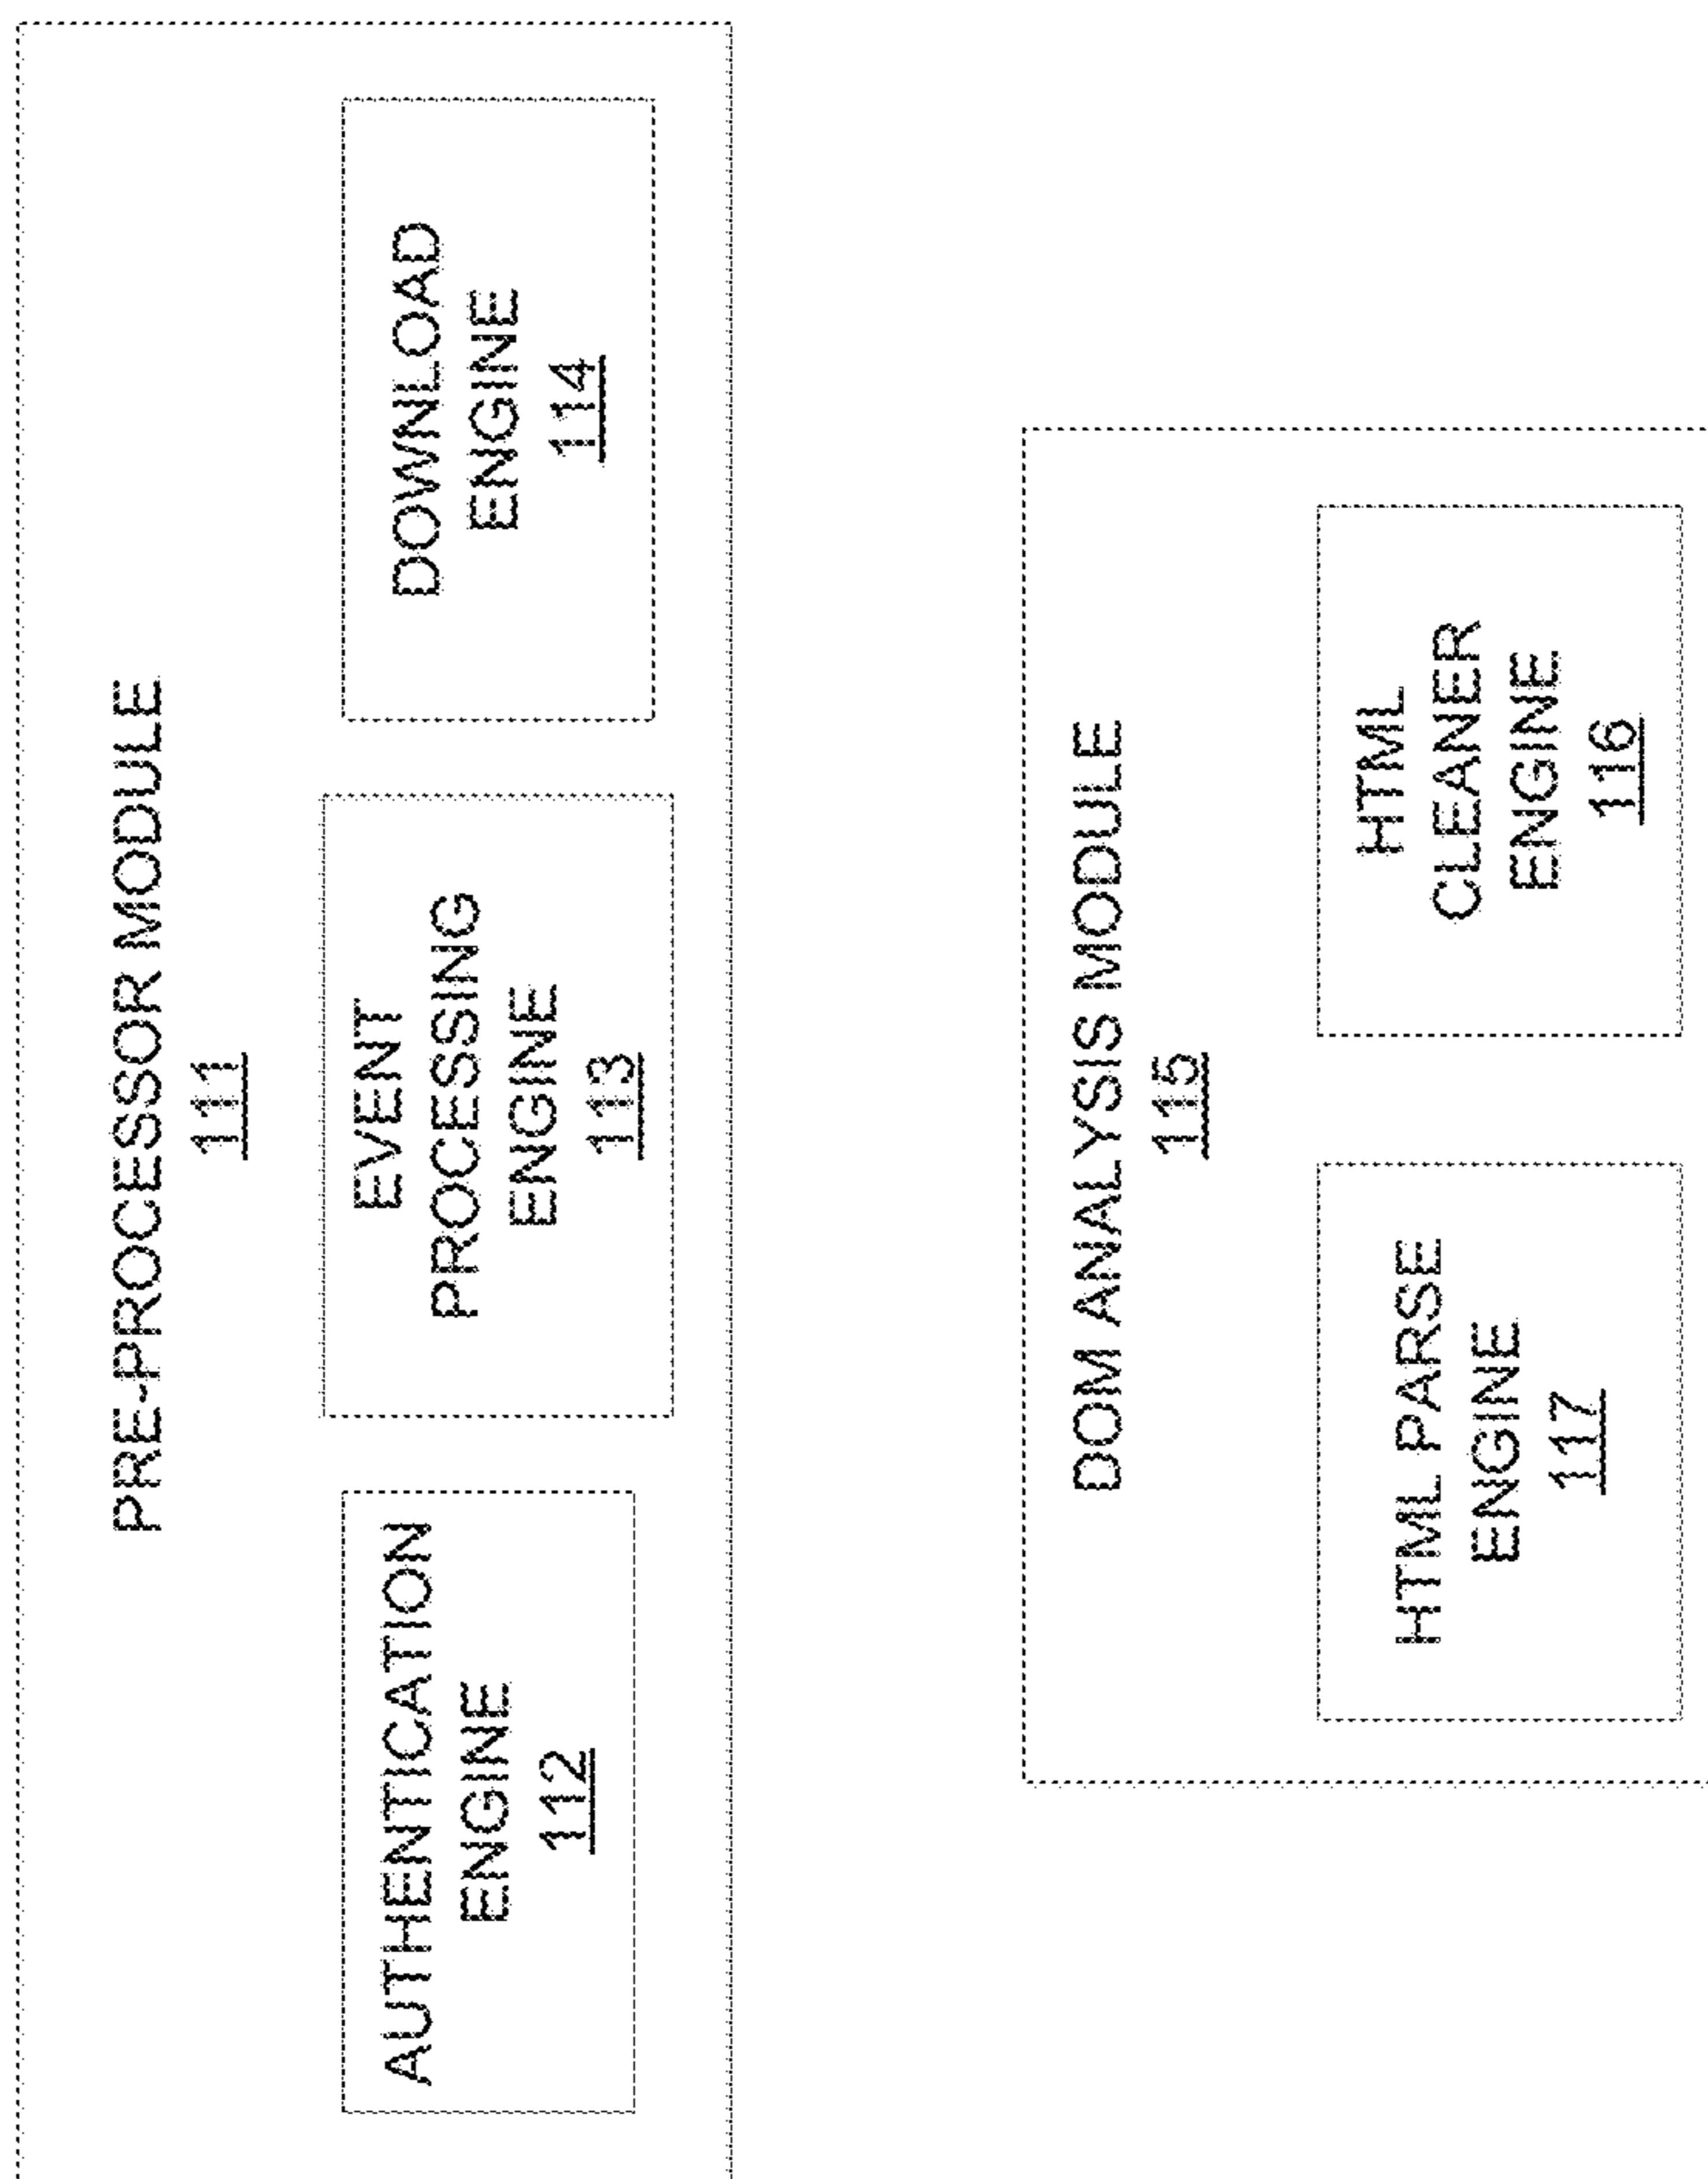 PRE-PROCESSOR MODULE
111
AUTHENTICATION
ENGINE
112
EVENT
PROCESSING
ENGINE
113
DOWNLOAD
ENGINE
114
DOM ANALYSIS MODULE
115
HTML PARSE
ENGINE
117
HTML
CLEANER
ENGINE
116